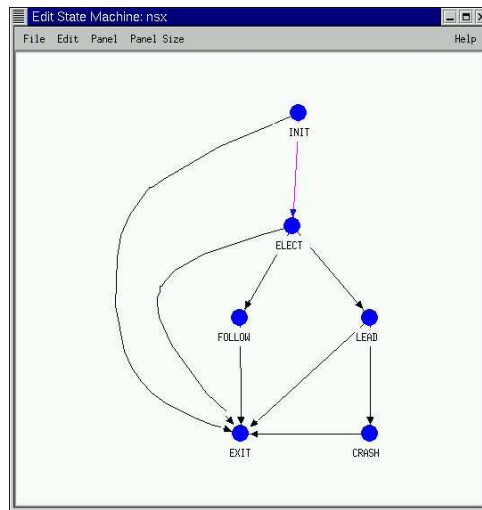 Edit State Machine: nsx
File Edit Panel Panel Size Help
INIT
ELECT
FOLLOW LEAD
EXIT CRASH